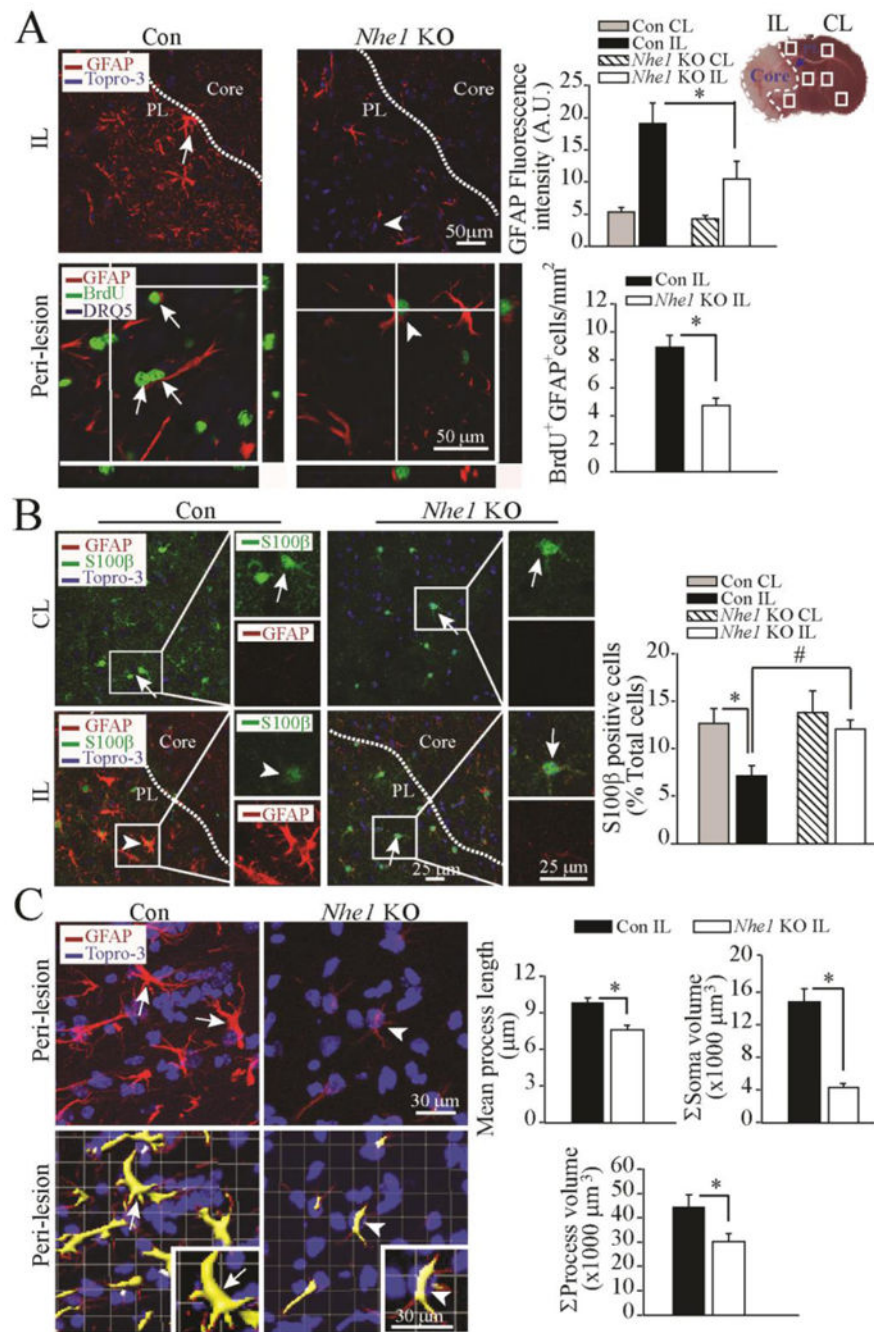 A
Con
Nhe1 KO
GFAP
Topro-3
PL
Core
IL
PL
Core
50μm
Con CL
Con IL
Nhe1 KO CL
Nhe1 KO IL
IL CL
Core
GFAP Fluorescence
intensity (A.U.)
25
20
15
10
5
0
*
GFAP
BrdU
DRQ5
Peri-lesion
50 μm
Con IL
Nhe1 KO IL
BrdU+GFAP+cells/mm2
12
10
8
6
4
2
0
*
B
Con
Nhe1 KO
GFAP
S100β
Topro-3
CL
S100β
GFAP
GFAP
S100β
Topro-3
IL
Core
PL
S100β
GFAP
Core
PL
25 μm
25 μm
Con CL
Con IL
Nhe1 KO CL
Nhe1 KO IL
S100β positive cells
(% Total cells)
20
15
10
5
0
*
#
C
Con
Nhe1 KO
GFAP
Topro-3
Peri-lesion
30 μm
Peri-lesion
30 μm
Con IL
Nhe1 KO IL
Mean process length
(μm)
12
9
6
3
0
*
ΣSoma volume
(x1000 μm3)
20
16
12
8
4
0
*
ΣProcess volume
(x1000 μm3)
60
50
40
30
20
10
0
*